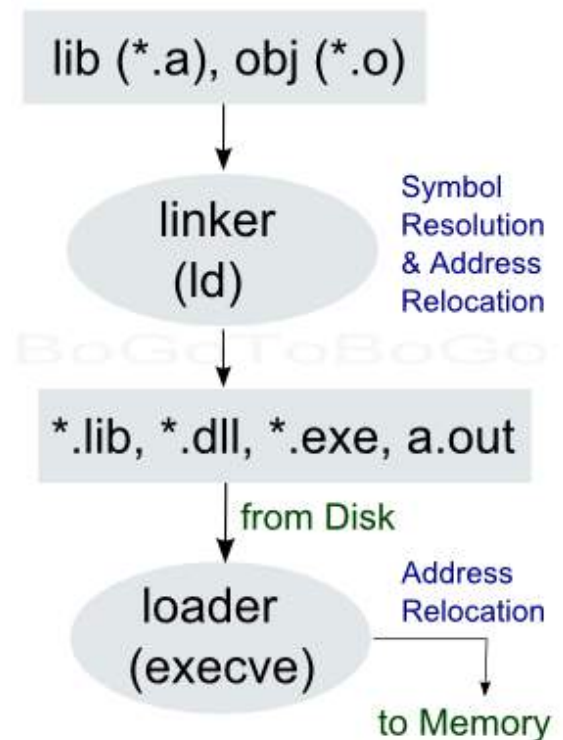 lib (*.a), obj (*.o)
linker
(ld)
Symbol
Resolution
& Address
Relocation
BoGoToBoGo
*.lib, *.dll, *.exe, a.out
from Disk
loader
(execve)
Address
Relocation
to Memory